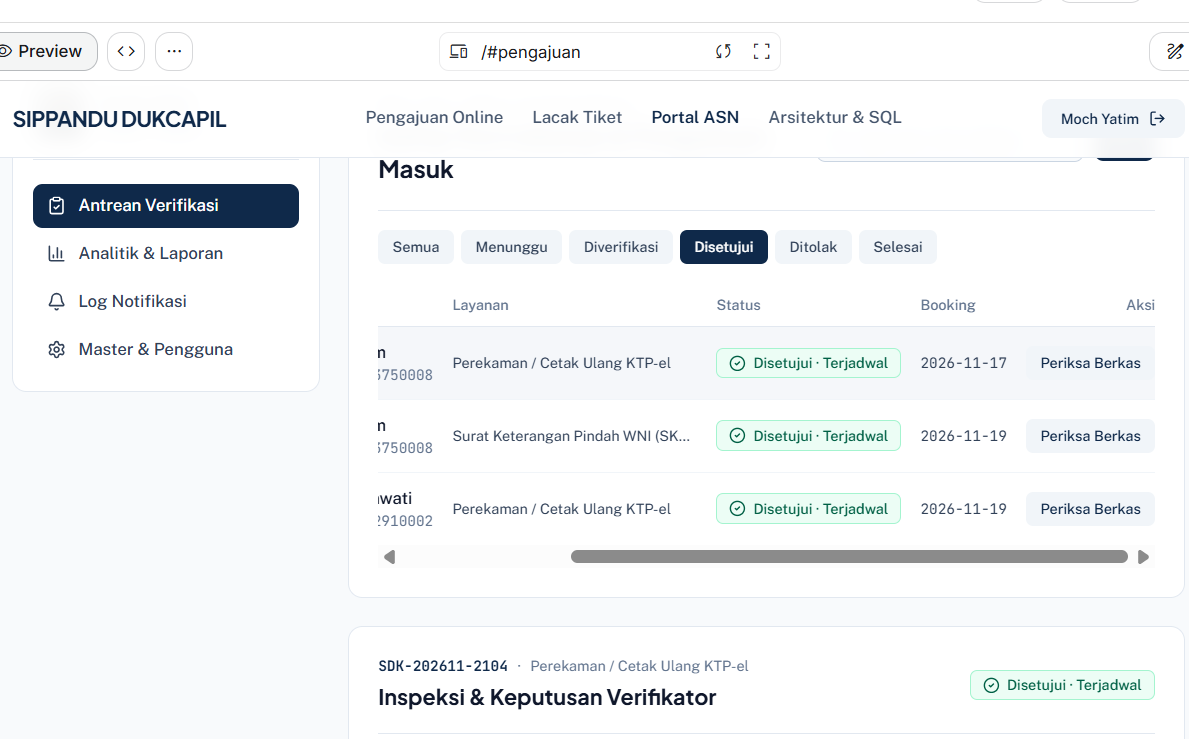 Preview
/#pengajuan
SIPPANDU DUKCAPIL
Pengajuan Online
Lacak Tiket
Portal ASN
Arsitektur & SQL
Moch Yatim
Antrean Verifikasi
Analitik & Laporan
Log Notifikasi
Master & Pengguna
Masuk
Semua
Menunggu
Diverifikasi
Disetujui
Ditolak
Selesai
Layanan Status Booking Aksi
m
5750008
Perekaman / Cetak Ulang KTP-el
Disetujui · Terjadwal
2026-11-17
Periksa Berkas
m
5750008
Surat Keterangan Pindah WNI (SK...
Disetujui · Terjadwal
2026-11-19
Periksa Berkas
wati
2910002
Perekaman / Cetak Ulang KTP-el
Disetujui · Terjadwal
2026-11-19
Periksa Berkas
SDK-202611-2104 · Perekaman / Cetak Ulang KTP-el
Inspeksi & Keputusan Verifikator
Disetujui · Terjadwal